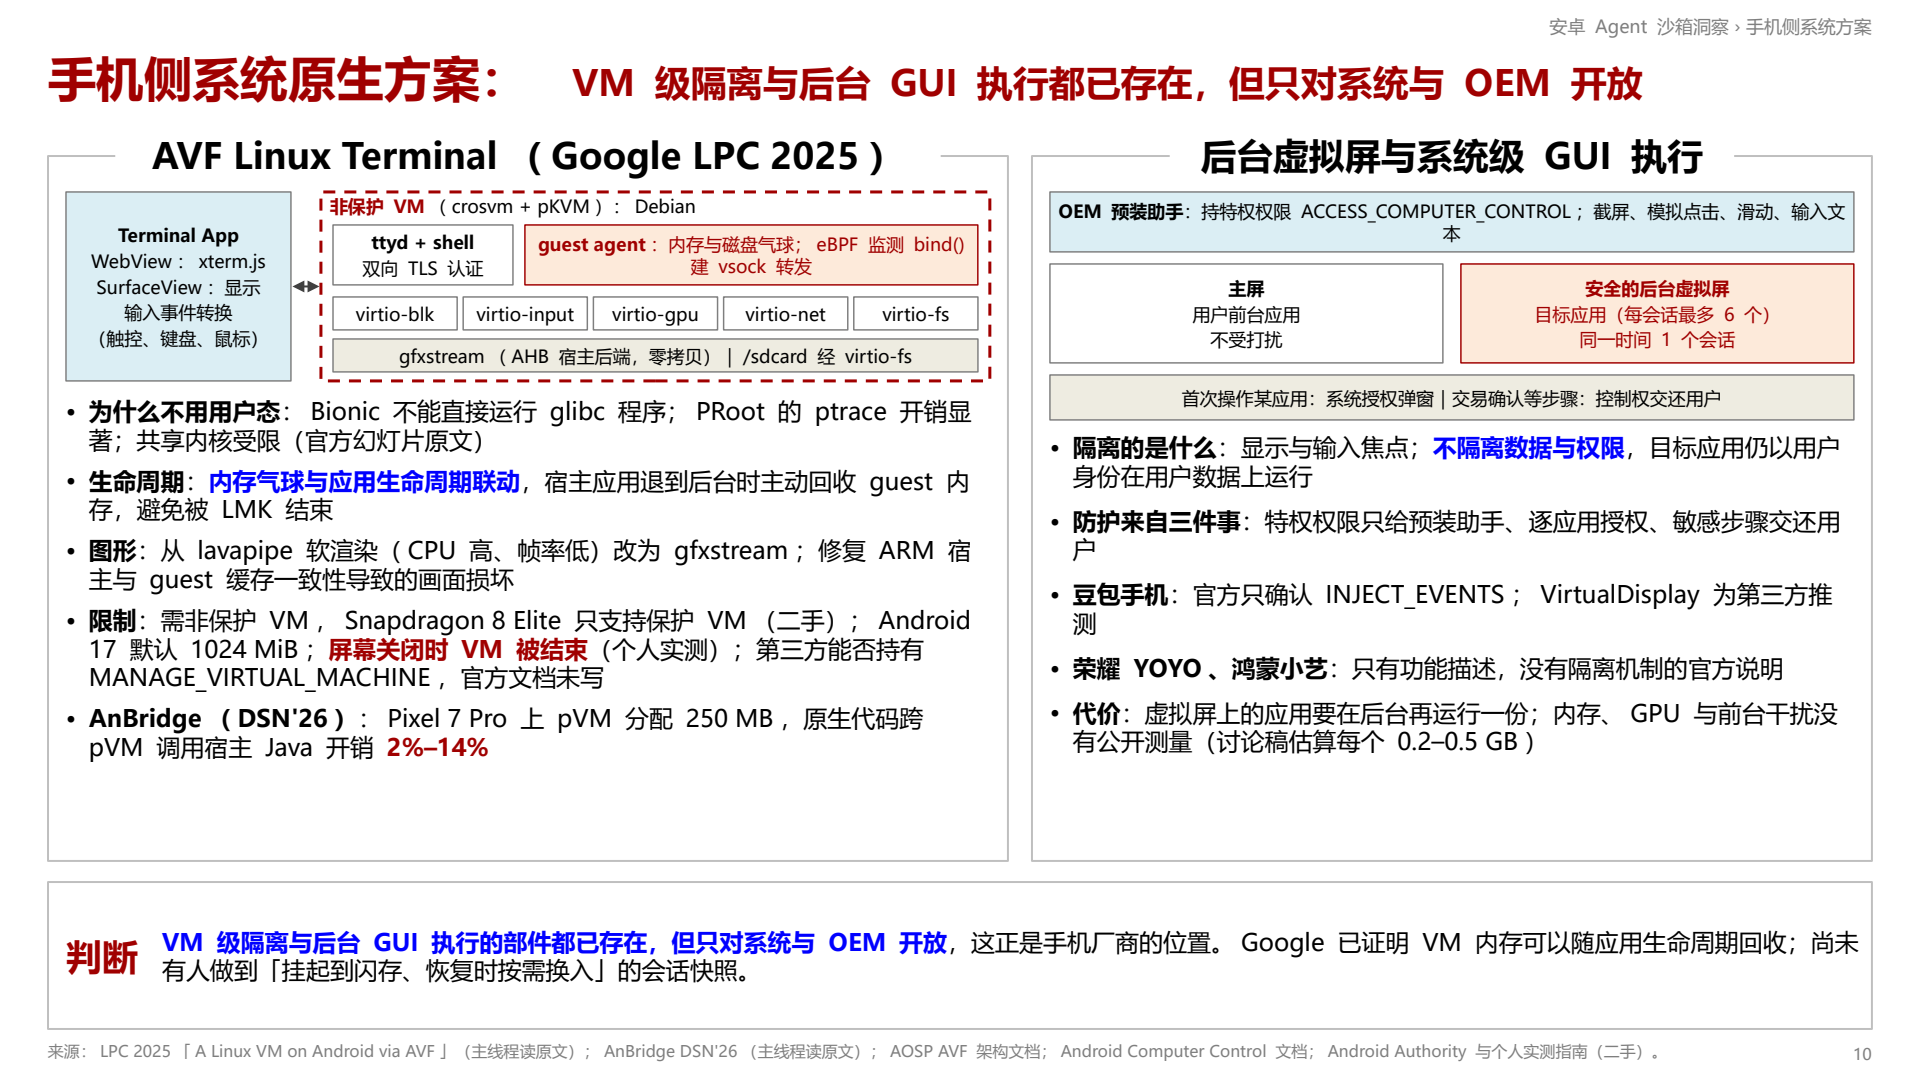 安卓 Agent 沙箱洞察 › 手机侧系统方案
手机侧系统原生方案： VM 级隔离与后台 GUI 执行都已存在，但只对系统与 OEM 开放
AVF Linux Terminal （Google LPC 2025）
Terminal App
WebView： xterm.js
SurfaceView：显示
输入事件转换
（触控、键盘、鼠标）
非保护 VM （crosvm + pKVM）： Debian
ttyd + shell
双向 TLS 认证
guest agent：内存与磁盘气球； eBPF 监测 bind()
建 vsock 转发
virtio-blk
virtio-input
virtio-gpu
virtio-net
virtio-fs
gfxstream （AHB 宿主后端，零拷贝） | /sdcard 经 virtio-fs
• 为什么不用用户态： Bionic 不能直接运行 glibc 程序； PRoot 的 ptrace 开销显
著；共享内核受限（官方幻灯片原文）
• 生命周期：内存气球与应用生命周期联动，宿主应用退到后台时主动回收 guest 内
存，避免被 LMK 结束
• 图形：从 lavapipe 软渲染（CPU 高、帧率低）改为 gfxstream；修复 ARM 宿
主与 guest 缓存一致性导致的画面损坏
• 限制：需非保护 VM， Snapdragon 8 Elite 只支持保护 VM （二手）； Android
17 默认 1024 MiB；屏幕关闭时 VM 被结束（个人实测）；第三方能否持有
MANAGE_VIRTUAL_MACHINE，官方文档未写
• AnBridge （DSN'26）： Pixel 7 Pro 上 pVM 分配 250 MB，原生代码跨
pVM 调用宿主 Java 开销 2%–14%
后台虚拟屏与系统级 GUI 执行
OEM 预装助手：持特权权限 ACCESS_COMPUTER_CONTROL；截屏、模拟点击、滑动、输入文
本
主屏
用户前台应用
不受打扰
安全的后台虚拟屏
目标应用（每会话最多 6 个）
同一时间 1 个会话
首次操作某应用：系统授权弹窗 | 交易确认等步骤：控制权交还用户
• 隔离的是什么：显示与输入焦点；不隔离数据与权限，目标应用仍以用户
身份在用户数据上运行
• 防护来自三件事：特权权限只给预装助手、逐应用授权、敏感步骤交还用
户
• 豆包手机：官方只确认 INJECT_EVENTS； VirtualDisplay 为第三方推
测
• 荣耀 YOYO、鸿蒙小艺：只有功能描述，没有隔离机制的官方说明
• 代价：虚拟屏上的应用要在后台再运行一份；内存、 GPU 与前台干扰没
有公开测量（讨论稿估算每个 0.2–0.5 GB）
判断
VM 级隔离与后台 GUI 执行的部件都已存在，但只对系统与 OEM 开放，这正是手机厂商的位置。 Google 已证明 VM 内存可以随应用生命周期回收；尚未
有人做到「挂起到闪存、恢复时按需换入」的会话快照。
来源： LPC 2025 「A Linux VM on Android via AVF」（主线程读原文）； AnBridge DSN'26 （主线程读原文）； AOSP AVF 架构文档； Android Computer Control 文档； Android Authority 与个人实测指南（二手）。
10